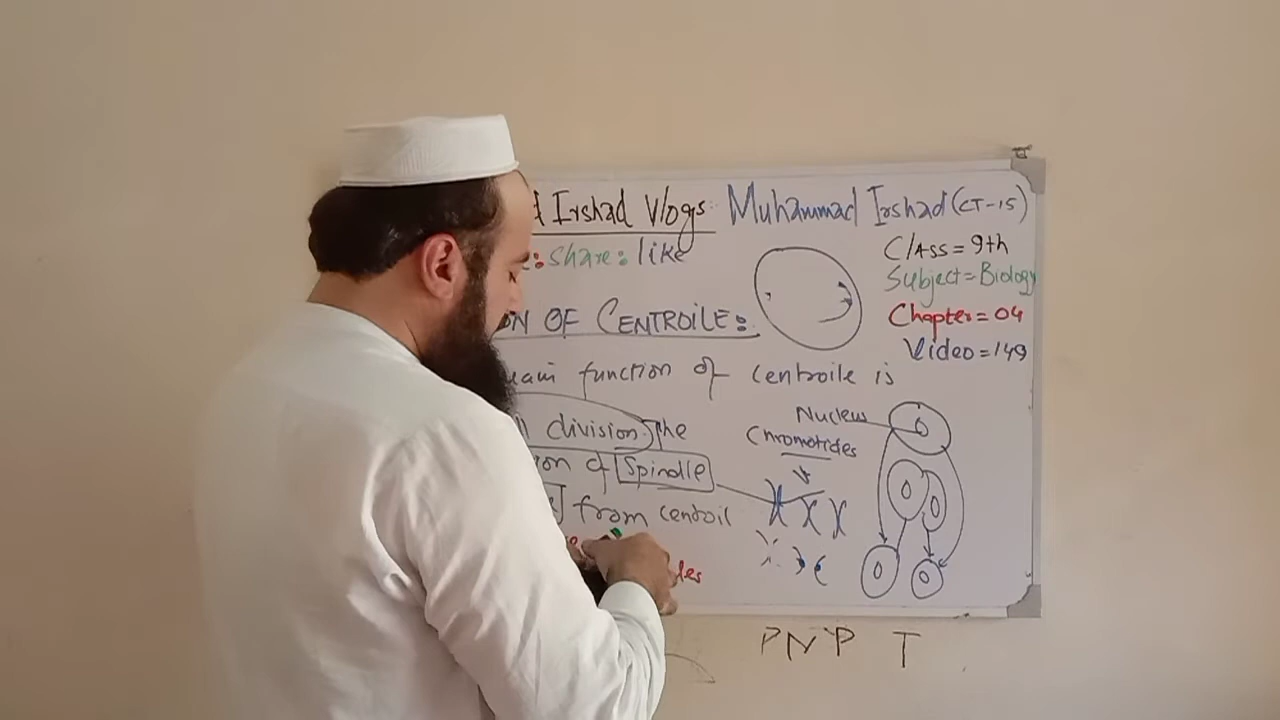 Irshad Vlogs: Muhammad Irshad (CT-15)
: share: like
Class = 9th
Subject = Biology
Chapter = 04
Video = 149
ON OF CENTROILE:
function of centroile is
division. The
Nucleus
Chromotides
ion of Spindle
from centroil
les
P N P T